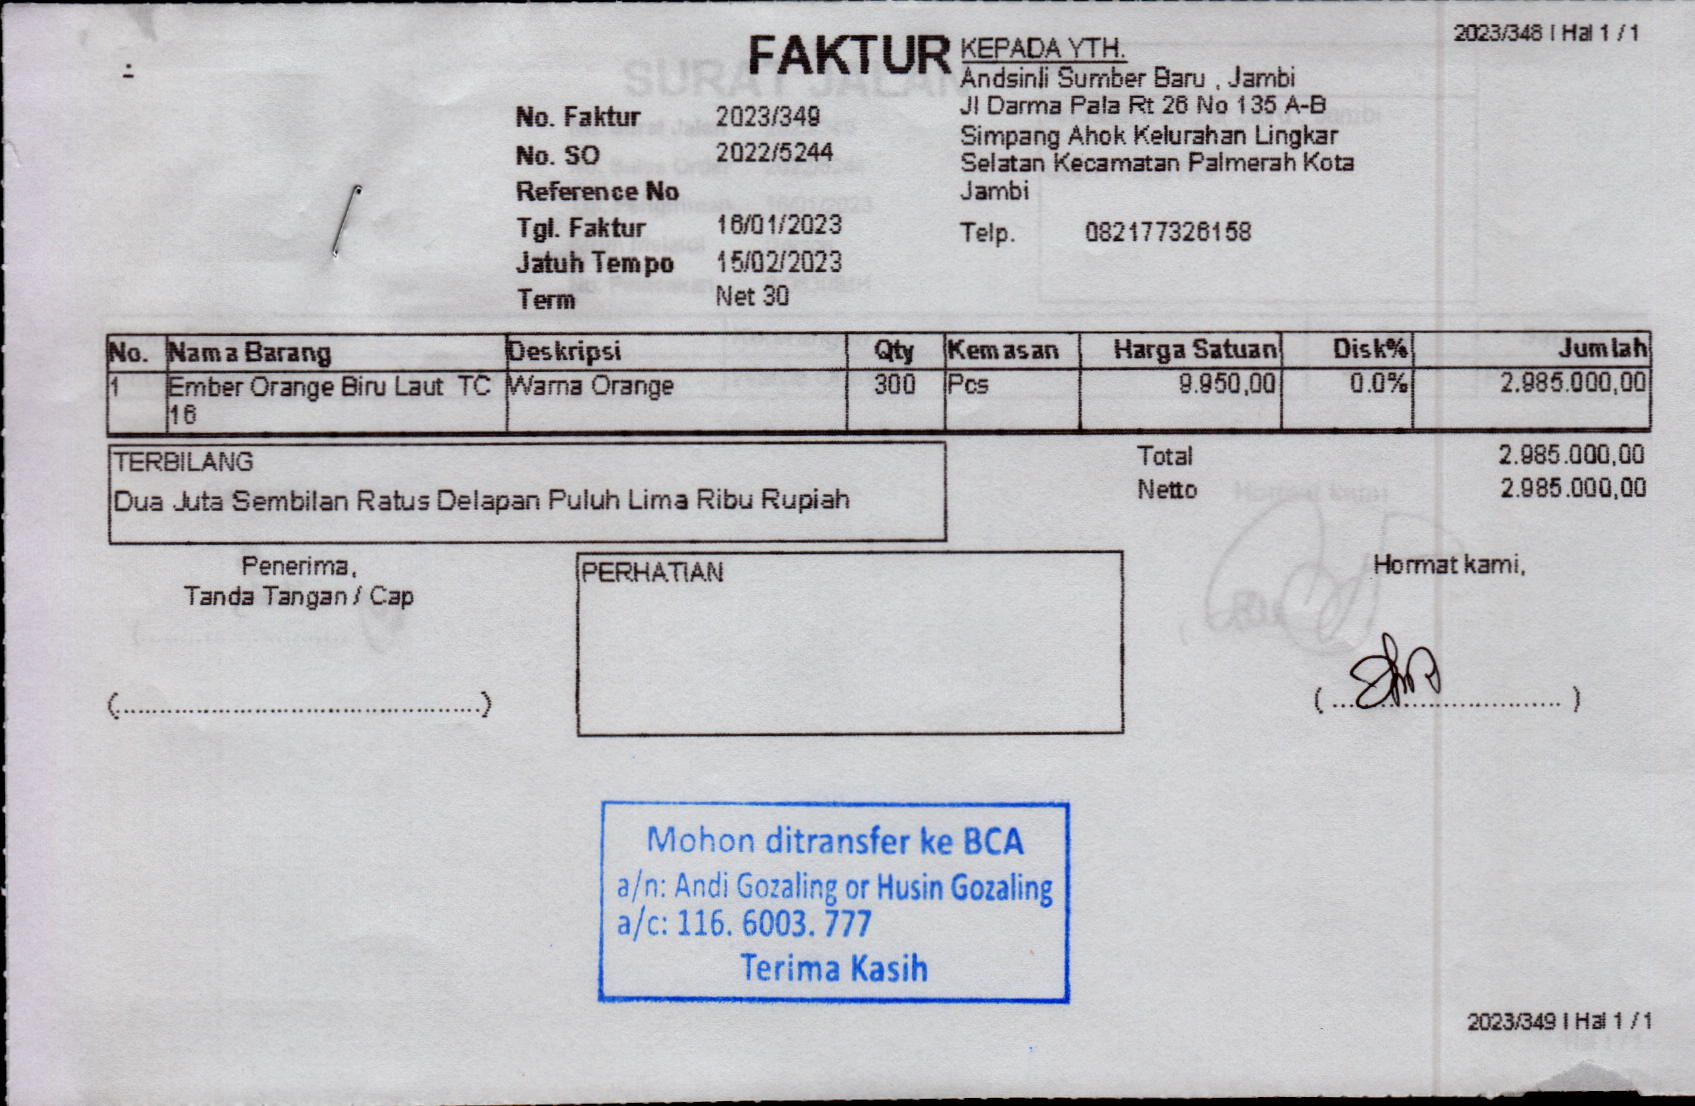 2023/348 | Hal 1 / 1
FAKTUR
KEPADA YTH.
Andsinli Sumber Baru , Jambi
Jl Darma Pala Rt 26 No 135 A-B
Simpang Ahok Kelurahan Lingkar
Selatan Kecamatan Palmerah Kota
Jambi
Telp. 082177326158
No. Faktur 2023/349
No. SO 2022/5244
Reference No
Tgl. Faktur 16/01/2023
Jatuh Tempo 15/02/2023
Term Net 30
No. Nama Barang Deskripsi Qty Kemasan Harga Satuan Disk% Jumlah
1 Ember Orange Biru Laut TC Warna Orange 300 Pcs 9.950,00 0.0% 2.985.000,00
16
TERBILANG
Dua Juta Sembilan Ratus Delapan Puluh Lima Ribu Rupiah
Total 2.985.000,00
Netto 2.985.000,00
Penerima,
Tanda Tangan / Cap
(..............................................)
PERHATIAN
Hormat kami,
( .............................. )
Mohon ditransfer ke BCA
a/n: Andi Gozaling or Husin Gozaling
a/c: 116. 6003. 777
Terima Kasih
2023/349 | Hal 1 / 1